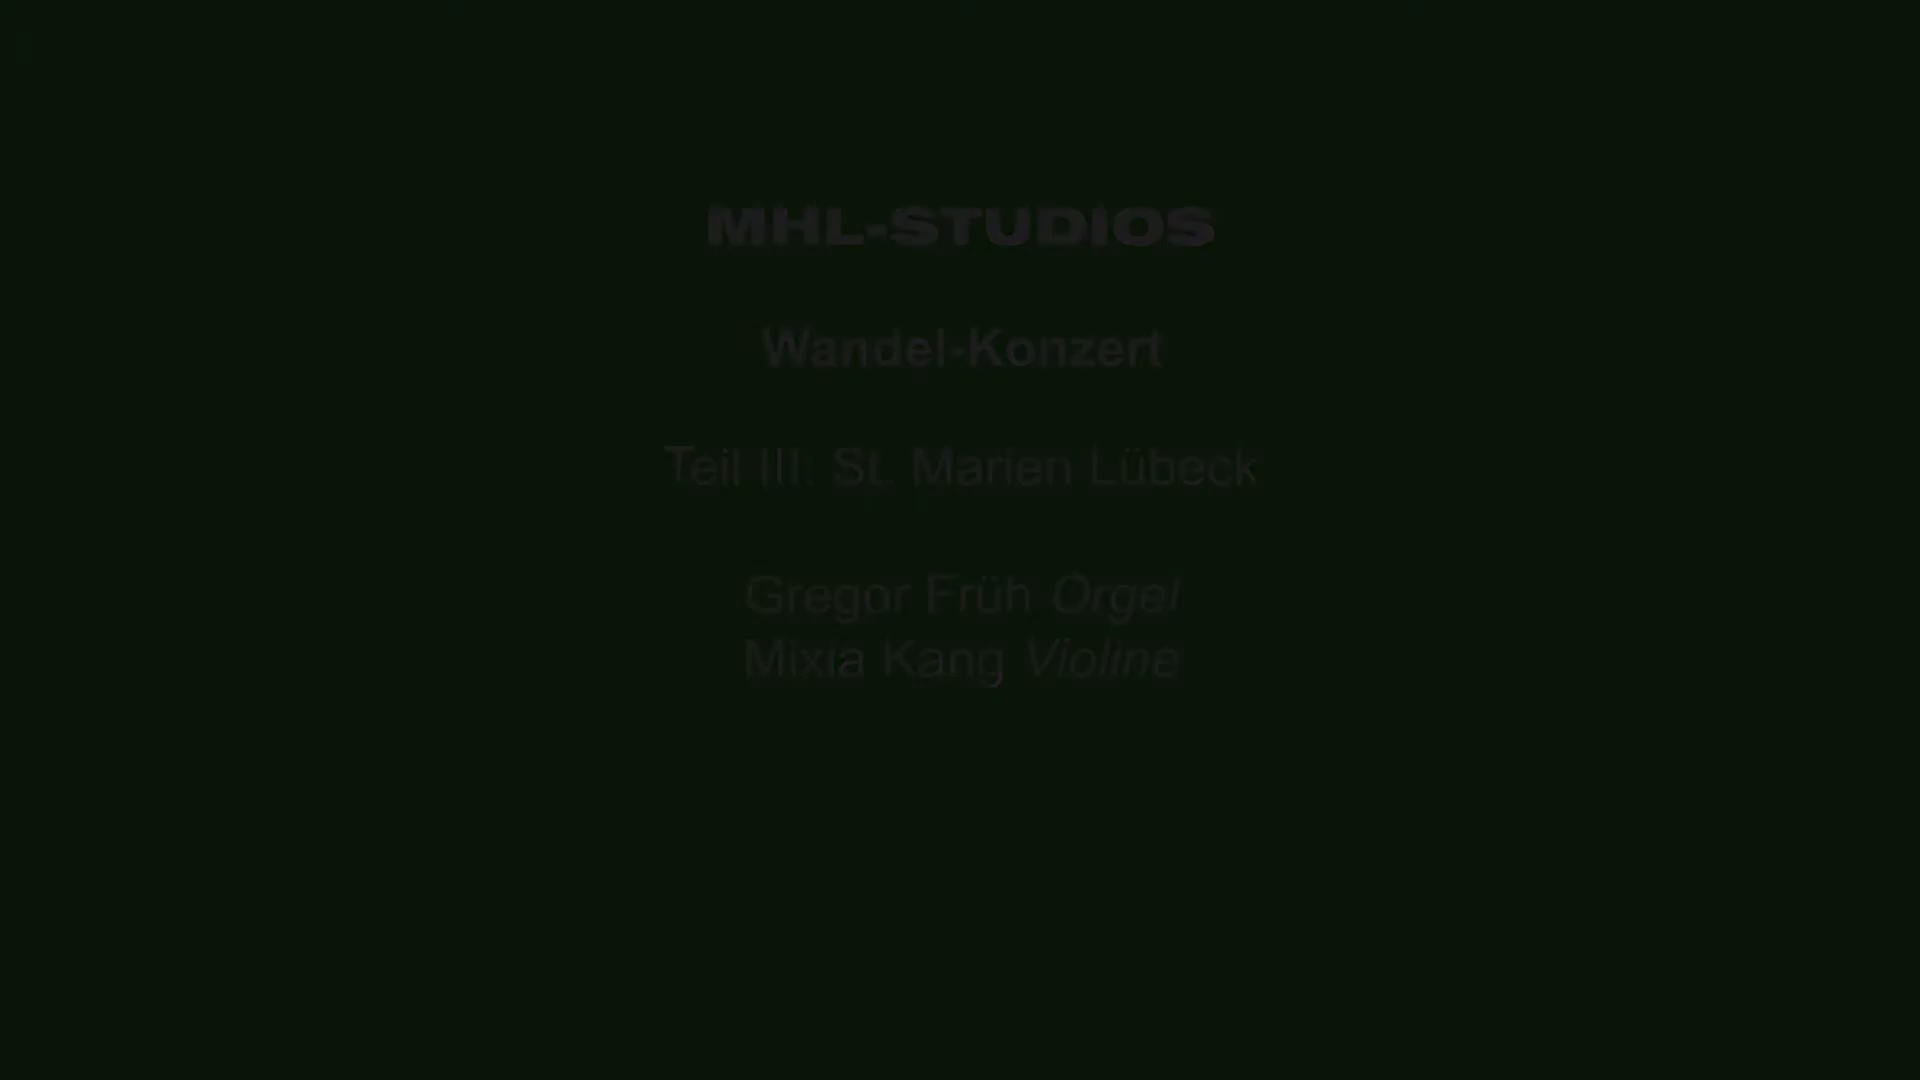 MHL-STUDIOS
Wandel-Konzert
Teil III: St. Marien Lübeck
Gregor Früh Orgel
Mixia Kang Violine